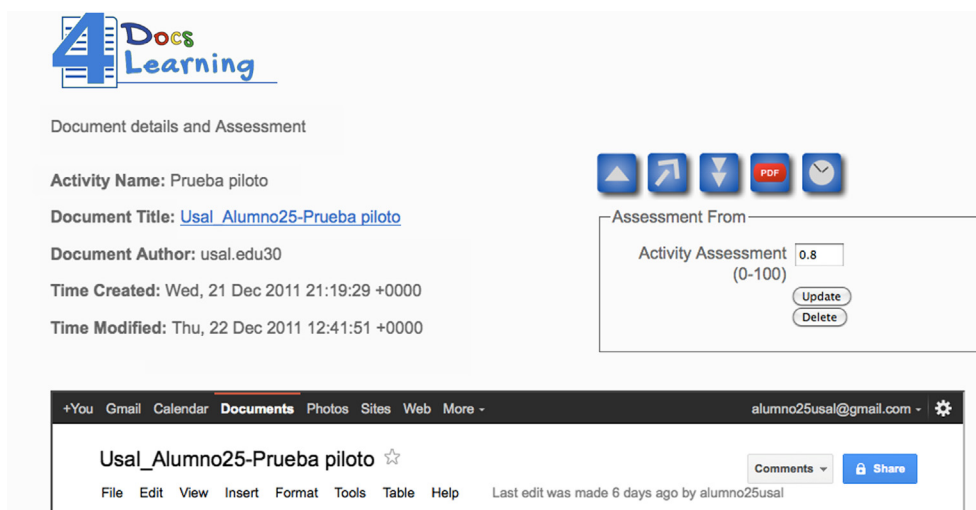 4 Docs
Learning
Document details and Assessment
Activity Name: Prueba piloto
Document Title: Usal_Alumno25-Prueba piloto
Document Author: usal.edu30
Time Created: Wed, 21 Dec 2011 21:19:29 +0000
Time Modified: Thu, 22 Dec 2011 12:41:51 +0000
PDF
Assessment From
Activity Assessment 0.8
(0-100)
Update
Delete
+You Gmail Calendar Documents Photos Sites Web More alumno25usal@gmail.com
Usal_Alumno25-Prueba piloto
Comments Share
File Edit View Insert Format Tools Table Help Last edit was made 6 days ago by alumno25usal